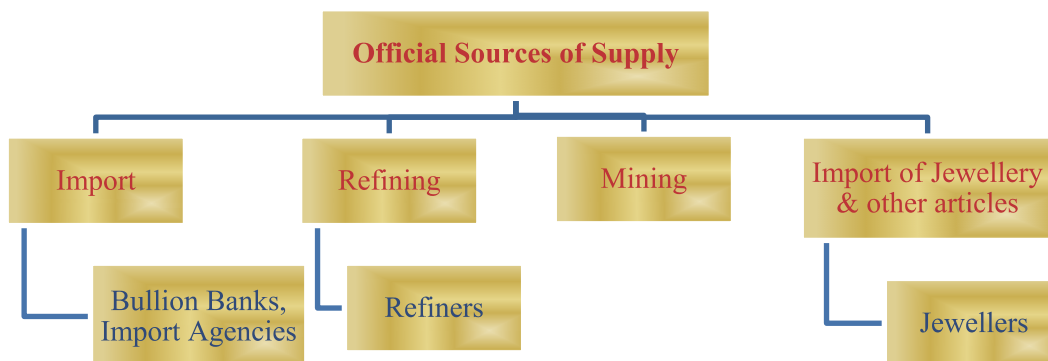 Official Sources of Supply
Import
Refining
Mining
Import of Jewellery
& other articles
Bullion Banks,
Import Agencies
Refiners
Jewellers